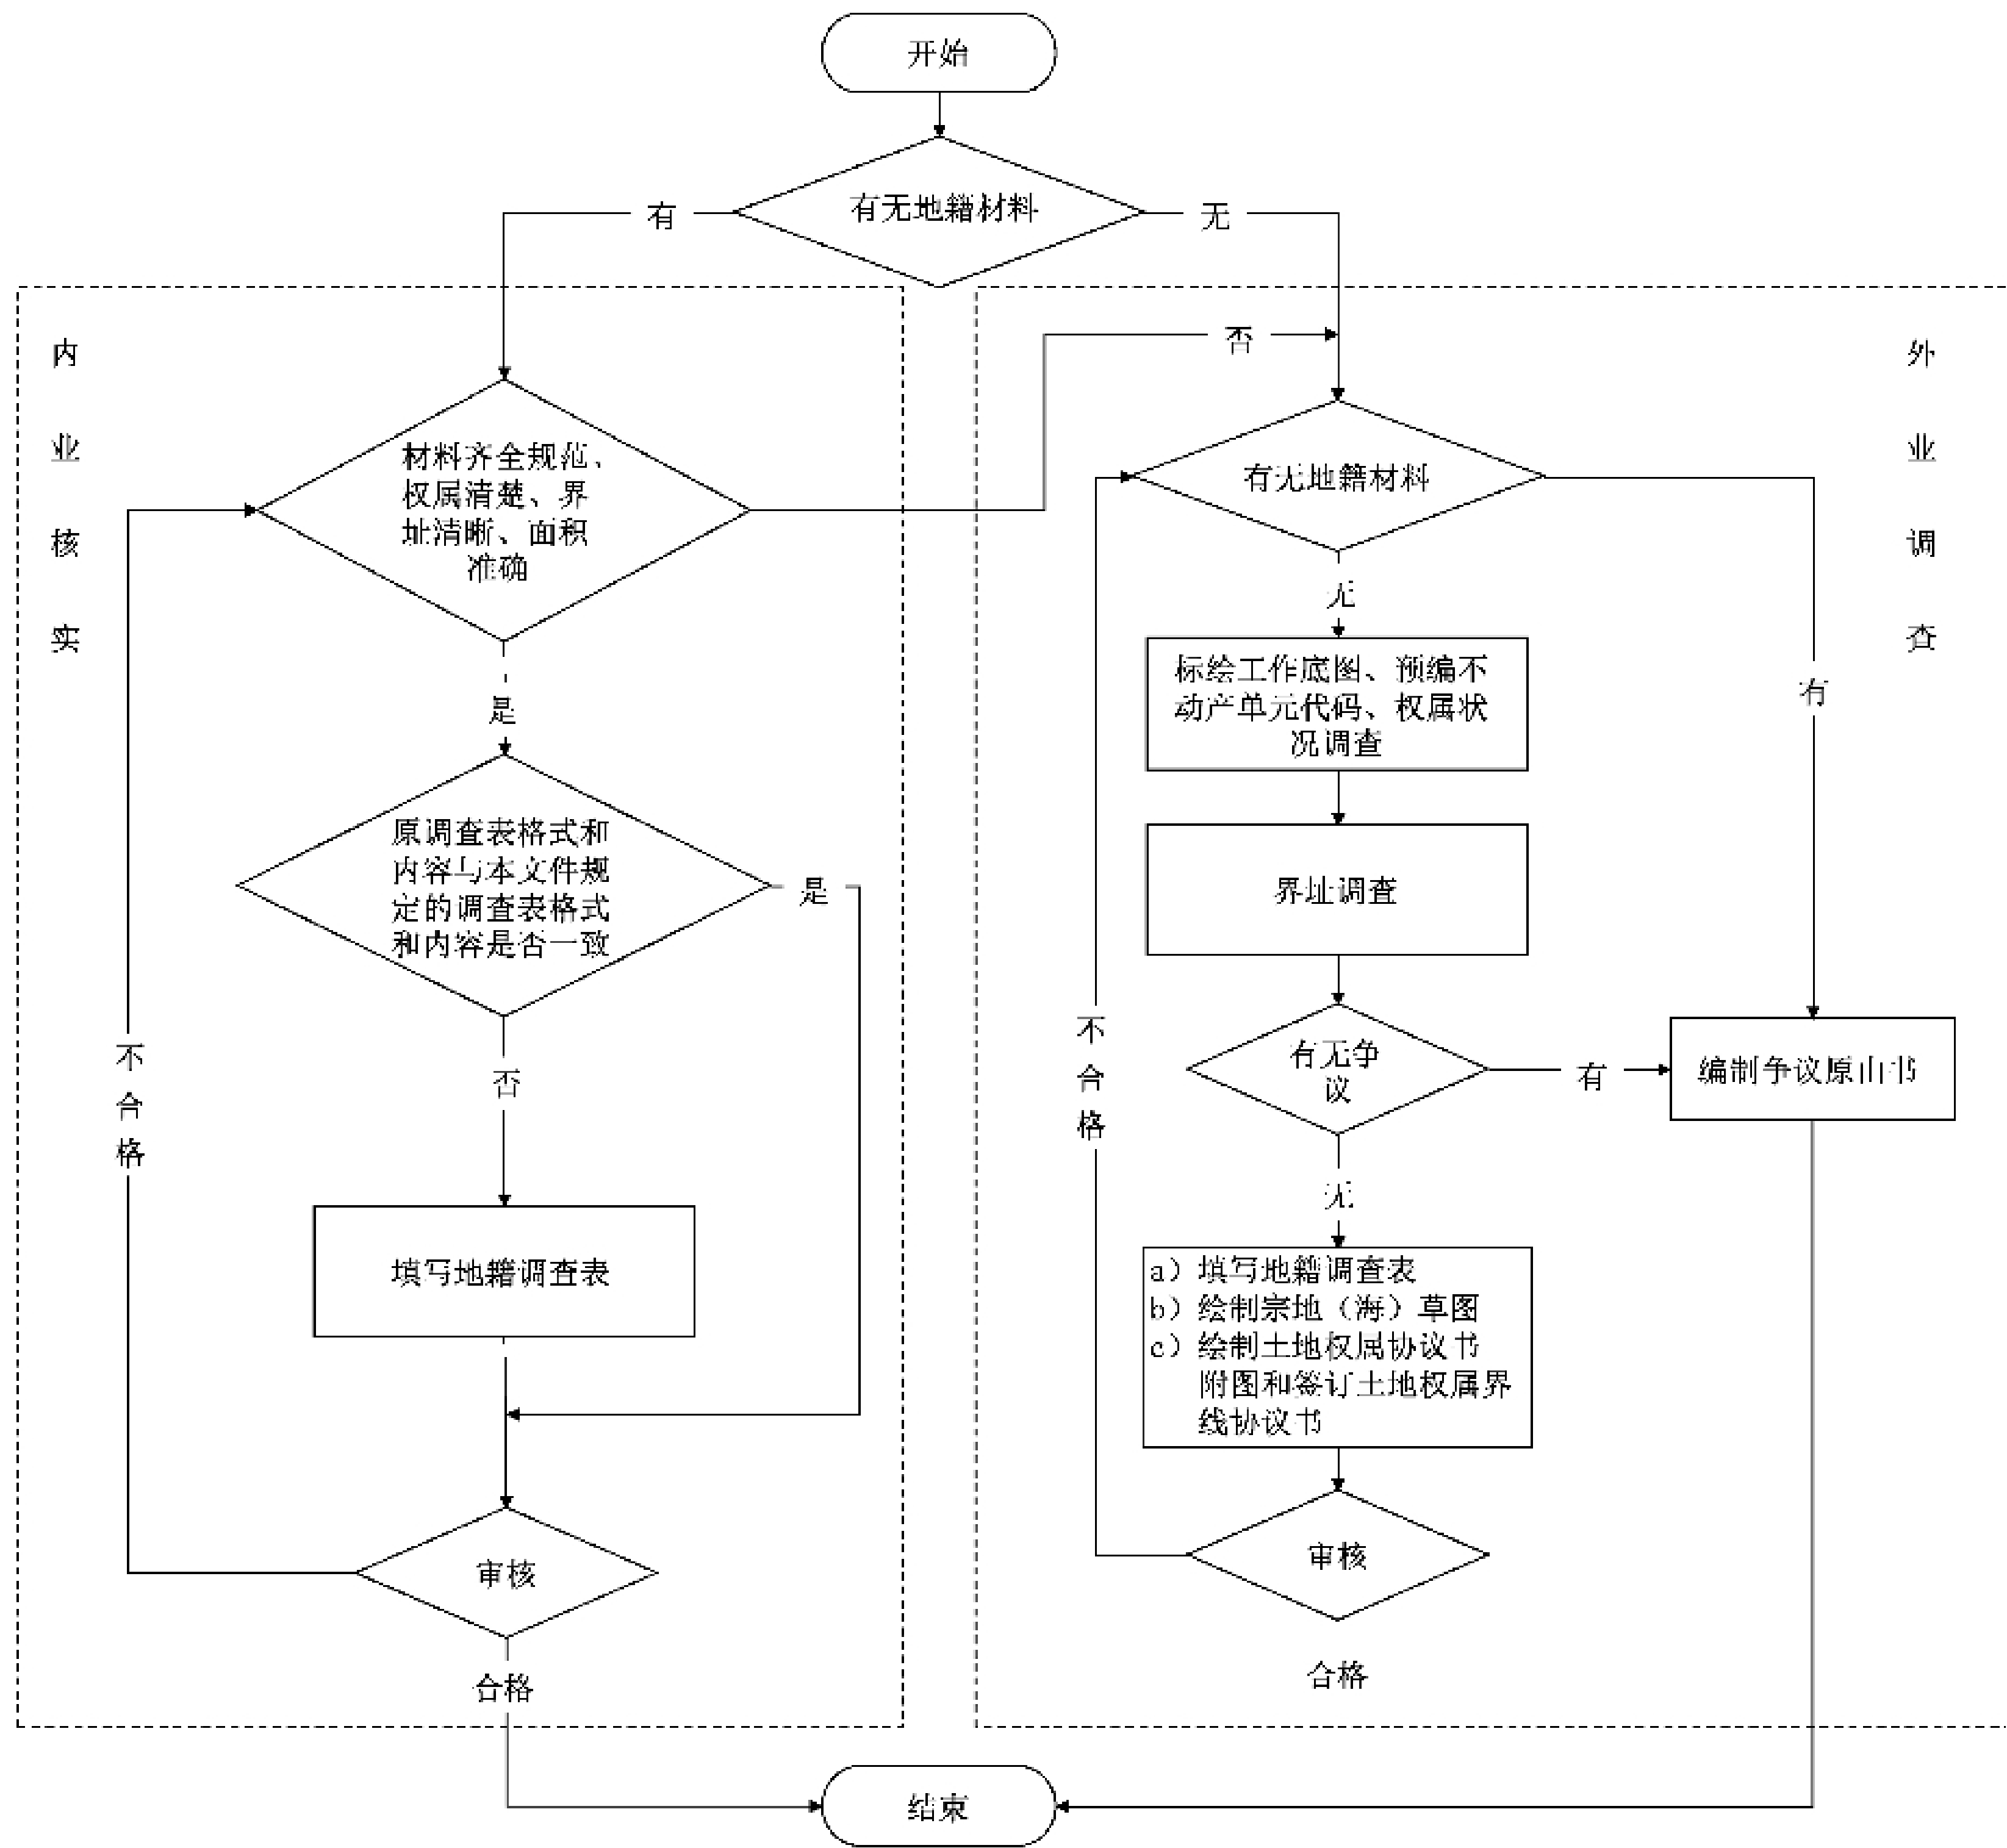 开始
有无地籍材料
有
无
内业核实
外业调查
否
材料齐全规范、
权属清楚、界
址清晰、面积
准确
有无地籍材料
无
有
是
标绘工作底图、预编不
动产单元代码、权属状
况调查
原调查表格式和
内容与本文件规
定的调查表格式
和内容是否一致
是
界址调查
不合格
否
不合格
有无争
议
有
编制争议原由书
无
填写地籍调查表
a）填写地籍调查表
b）绘制宗地（海）草图
c）绘制土地权属协议书
附图和签订土地权属界
线协议书
审核
审核
合格
合格
结束